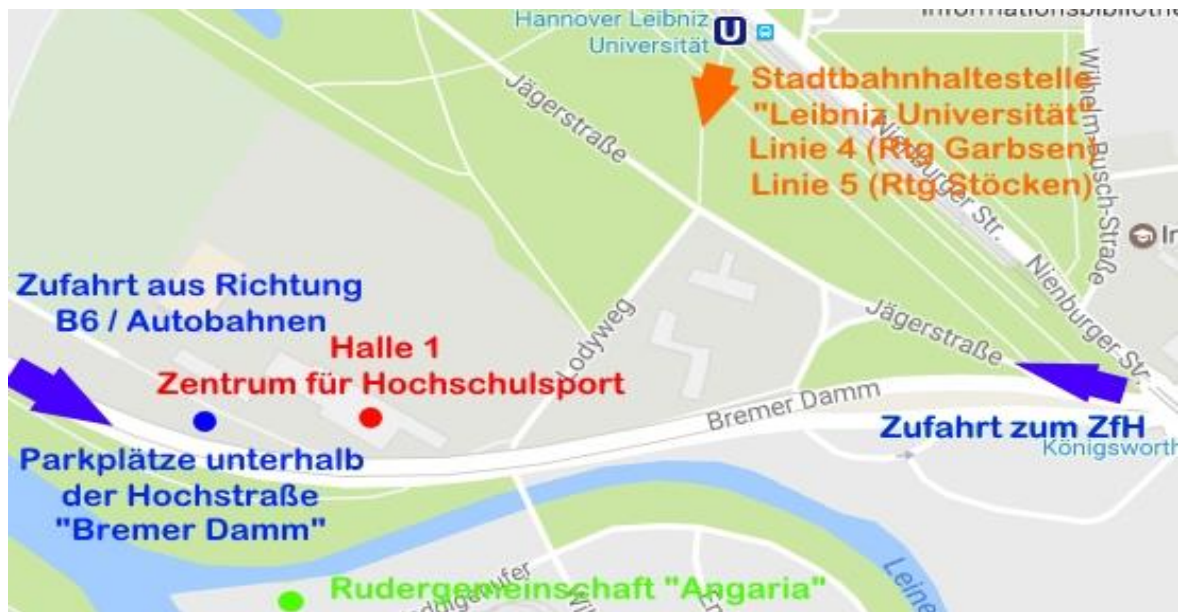 Hannover Leibniz
Universität
U
Stadtbahnhaltestelle
"Leibniz Universität"
Linie 4 (Rtg Garbsen)
Linie 5 (Rtg Stöcken)
Jägerstraße
Nienburger Str.
Wilhelm-Busch-Straße
In
Nienburger Str.
Jägerstraße
Zufahrt aus Richtung
B6 / Autobahnen
Halle 1
Zentrum für Hochschulsport
Lodyweg
Bremer Damm
Zufahrt zum ZfH
Königsworth
Parkplätze unterhalb
der Hochstraße
"Bremer Damm"
Rudergemeinschaft "Angaria"
Leine